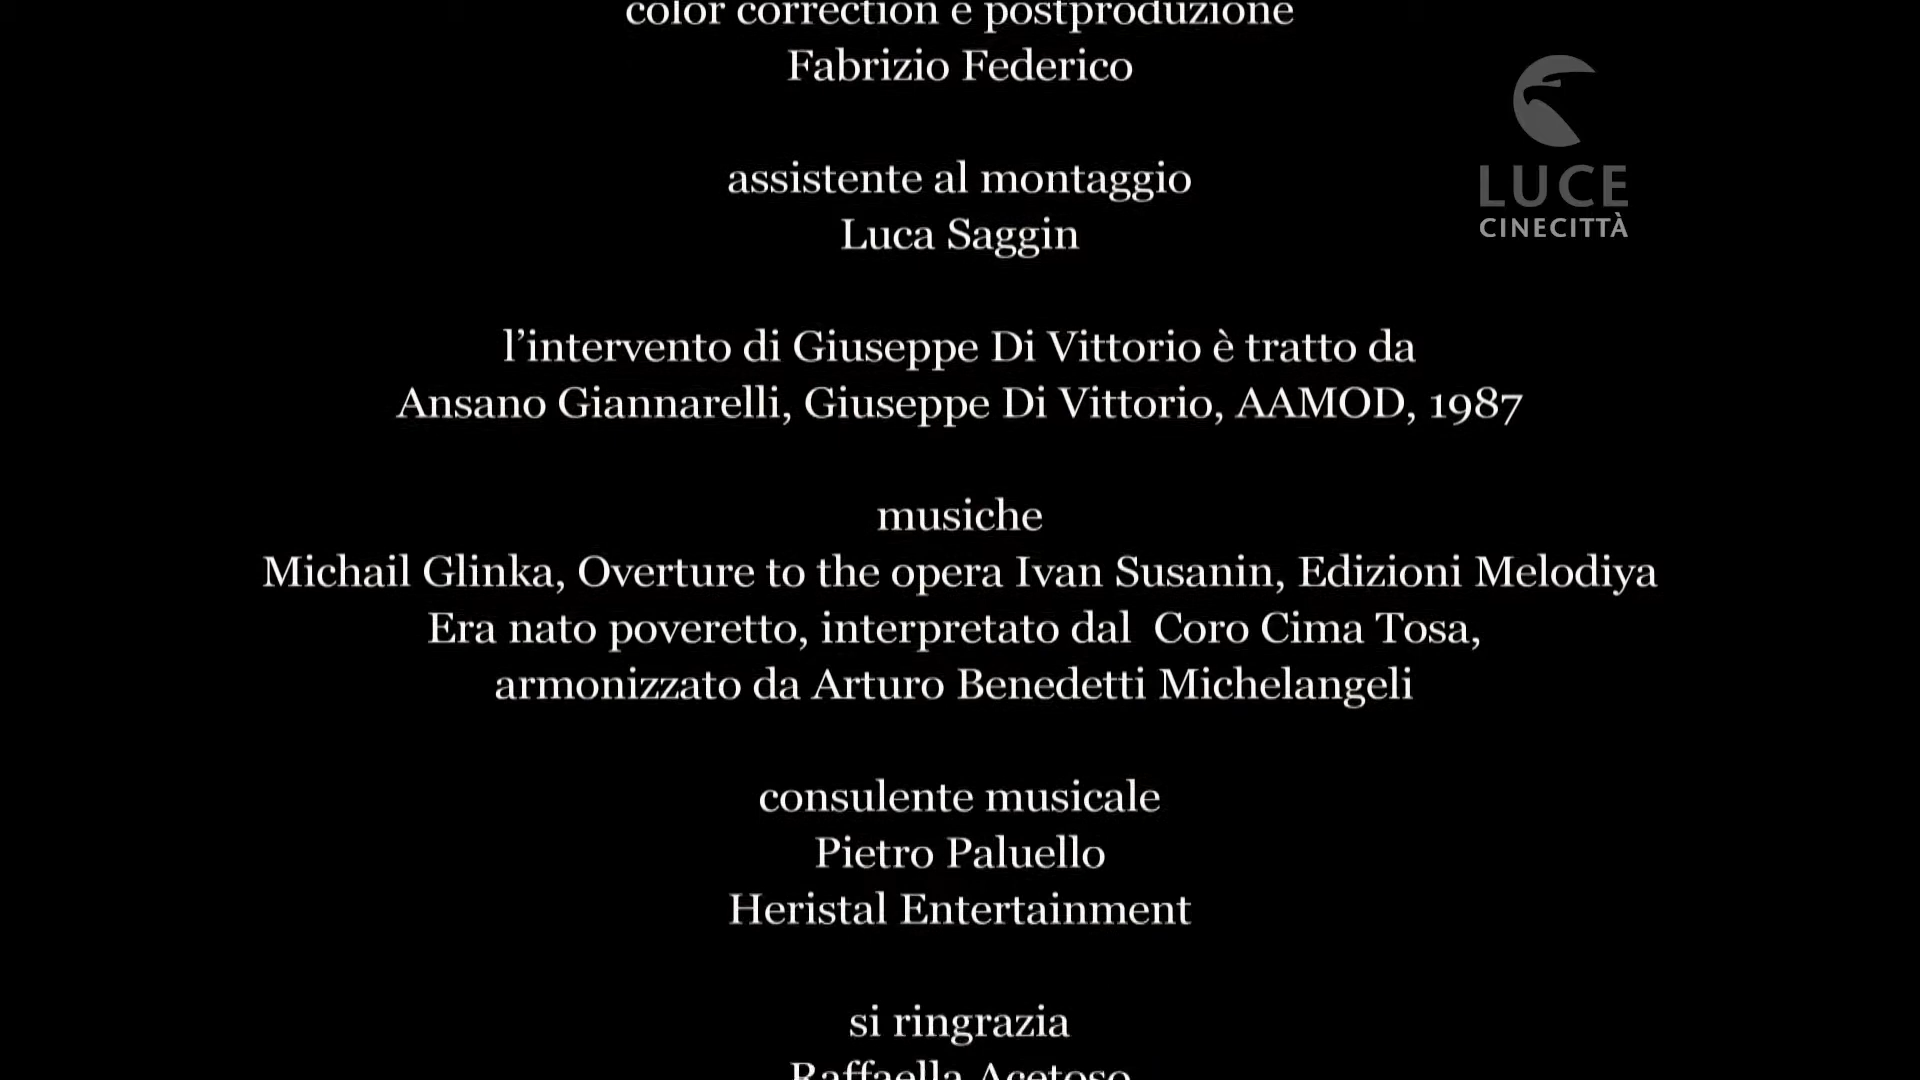 color correction e postproduzione
Fabrizio Federico
LUCE
CINECITTÀ
assistente al montaggio
Luca Saggin
l’intervento di Giuseppe Di Vittorio è tratto da
Ansano Giannarelli, Giuseppe Di Vittorio, AAMOD, 1987
musiche
Michail Glinka, Overture to the opera Ivan Susanin, Edizioni Melodiya
Era nato poveretto, interpretato dal  Coro Cima Tosa,
armonizzato da Arturo Benedetti Michelangeli
consulente musicale
Pietro Paluello
Heristal Entertainment
si ringrazia
Raffaella Acetoso